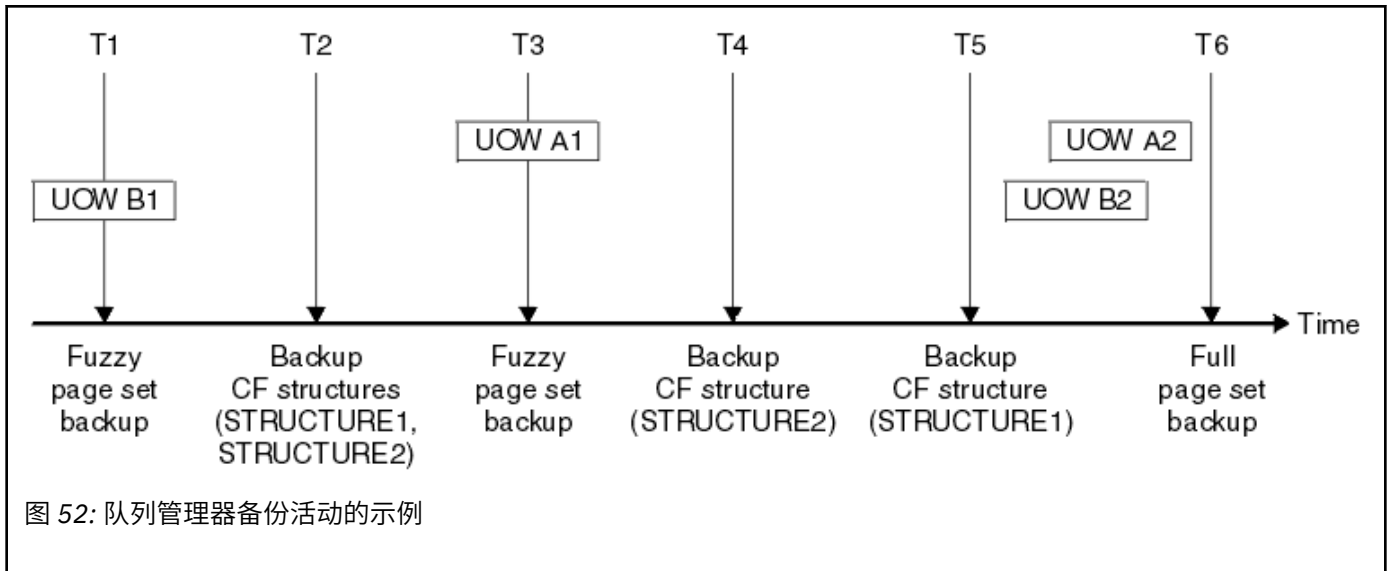 T1 T2 T3 T4 T5 T6
UOW A1 UOW A2
UOW B1 UOW B2
Time
Fuzzy
page set
backup
Backup
CF structures
(STRUCTURE1,
STRUCTURE2)
Fuzzy
page set
backup
Backup
CF structure
(STRUCTURE2)
Backup
CF structure
(STRUCTURE1)
Full
page set
backup
图 52: 队列管理器备份活动的示例